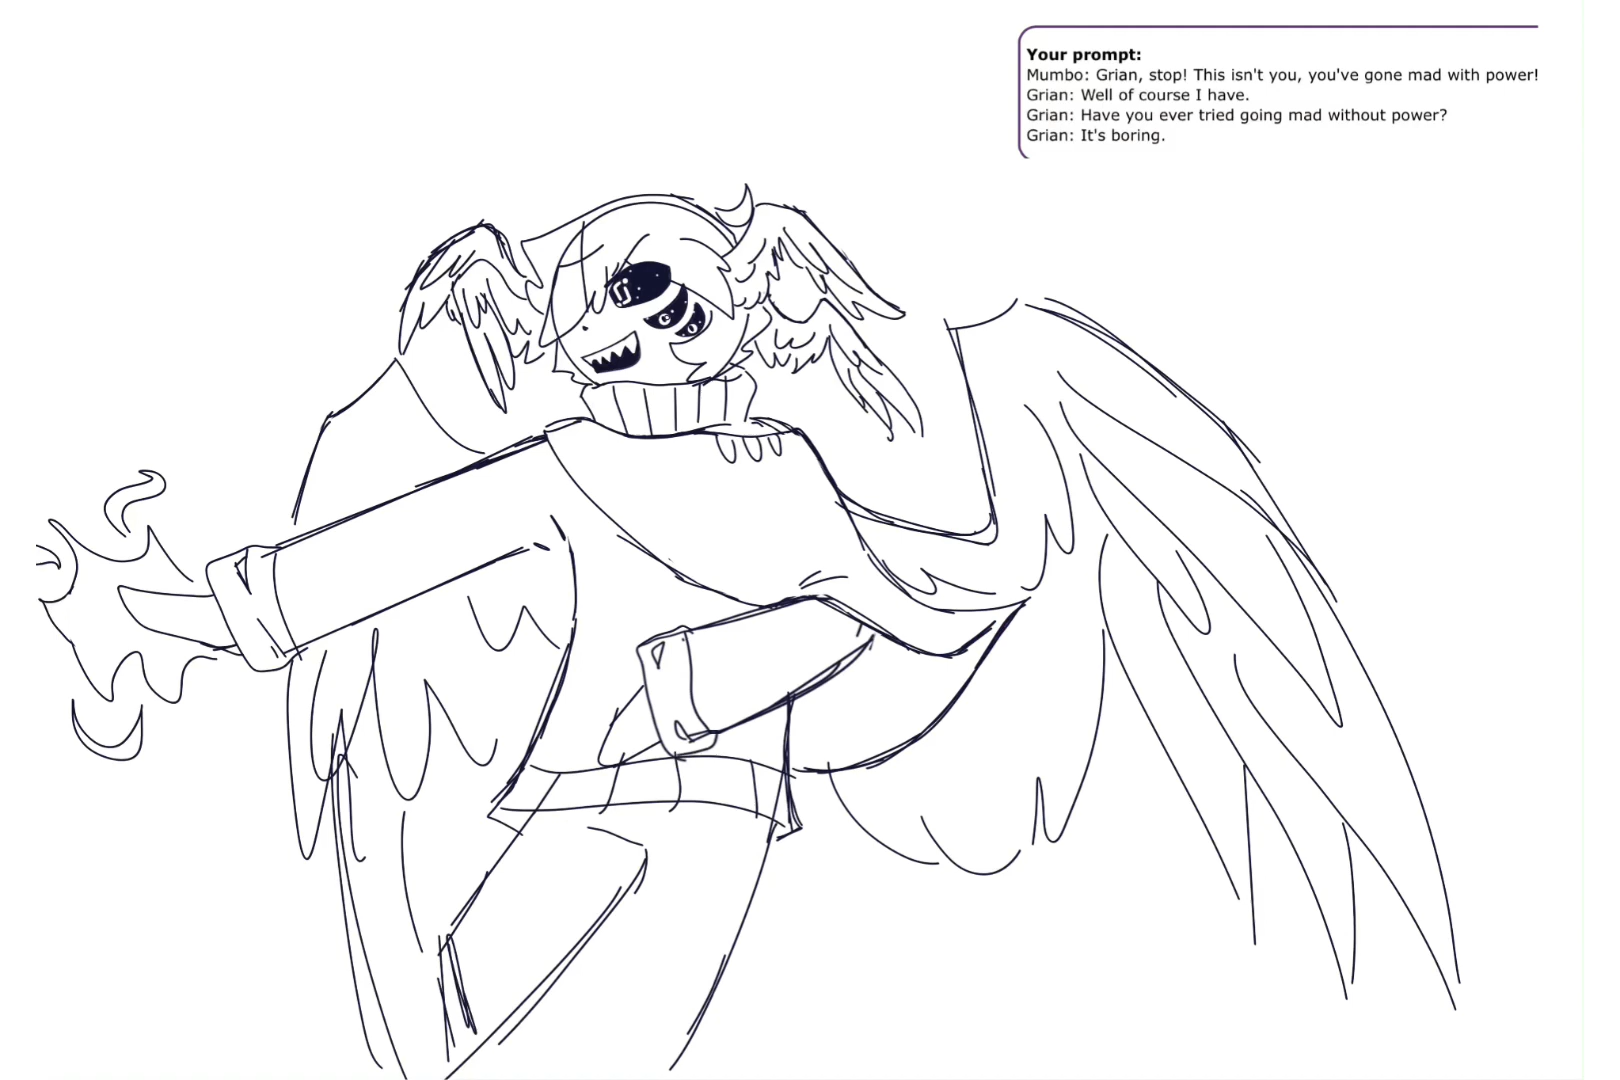 Your prompt:
Mumbo: Grian, stop! This isn't you, you've gone mad with power!
Grian: Well of course I have.
Grian: Have you ever tried going mad without power?
Grian: It's boring.